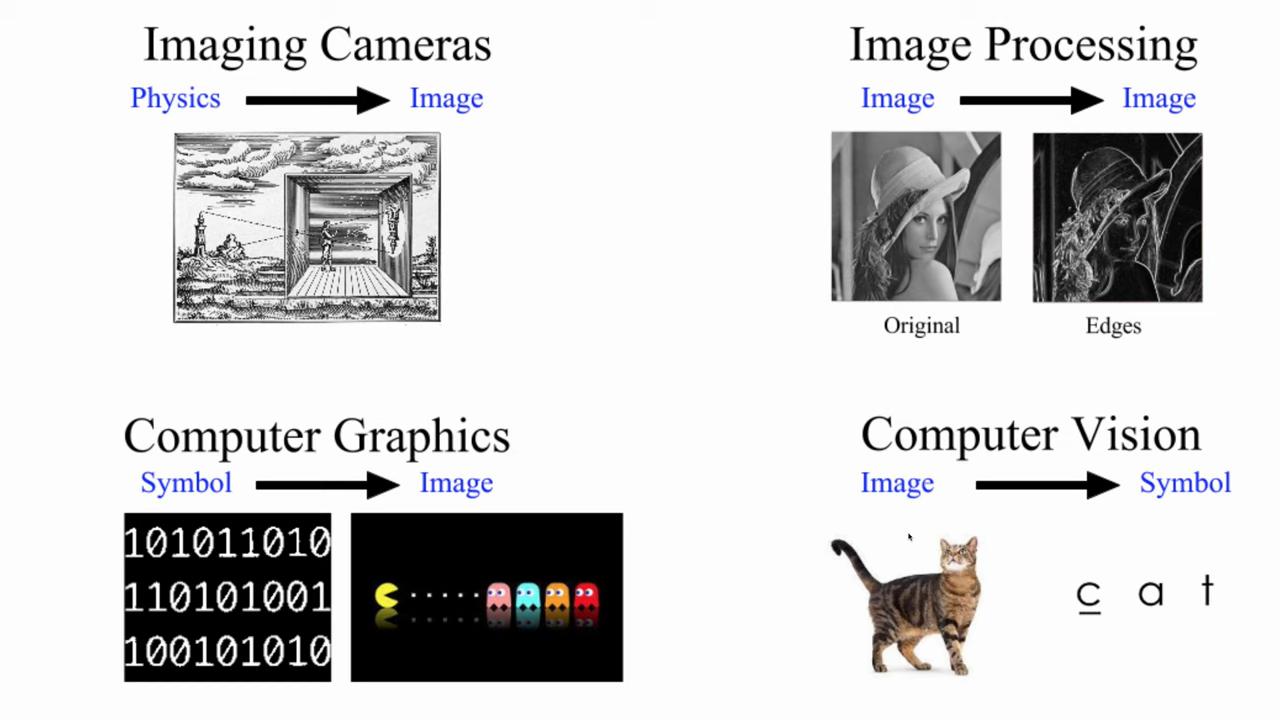 Imaging Cameras
Physics Image
Image Processing
Image Image
Original Edges
Computer Graphics
Symbol Image
101011010
110101001
100101010
Computer Vision
Image Symbol
c a t